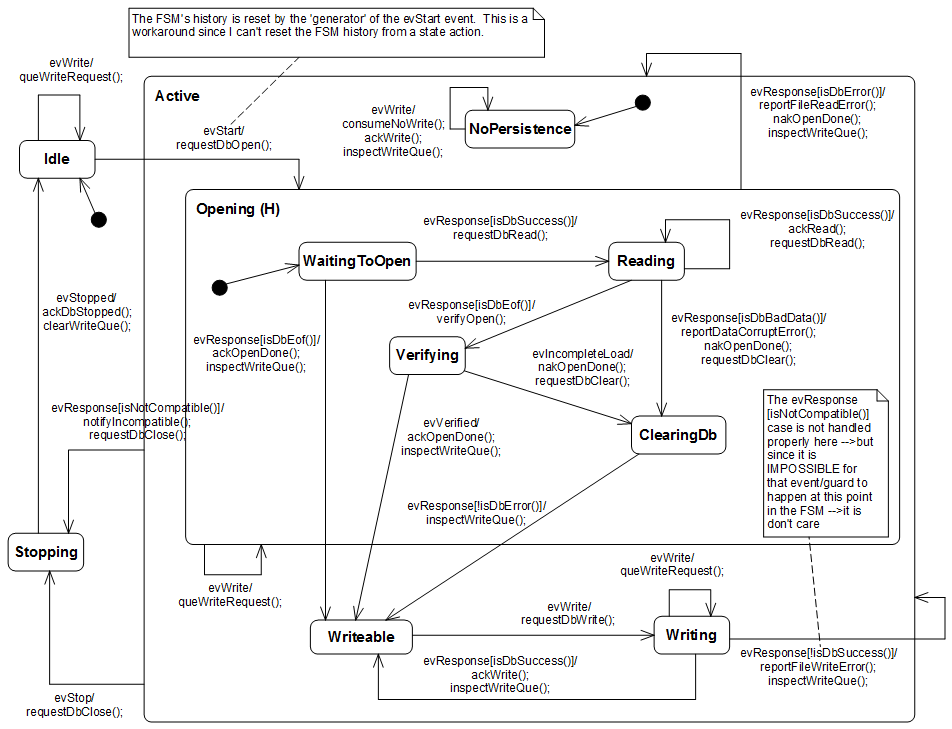 The FSM's history is reset by the 'generator' of the evStart event.  This is a
workaround since I can't reset the FSM history from a state action.
evWrite/
queWriteRequest();
Active
evResponse[isDbError()]/
reportFileReadError();
nakOpenDone();
inspectWriteQue();
evWrite/
consumeNoWrite();
ackWrite();
inspectWriteQue();
NoPersistence
evStart/
requestDbOpen();
Idle
Opening (H)
evResponse[isDbSuccess()]/
requestDbRead();
evResponse[isDbSuccess()]/
ackRead();
requestDbRead();
WaitingToOpen
Reading
evStopped/
ackDbStopped();
clearWriteQue();
evResponse[isDbEof()]/
verifyOpen();
evResponse[isDbBadData()]/
reportDataCorruptError();
nakOpenDone();
requestDbClear();
evResponse[isDbEof()]/
ackOpenDone();
inspectWriteQue();
Verifying
evIncompleteLoad/
nakOpenDone();
requestDbClear();
evResponse[isNotCompatible()]/
notifyIncompatible();
requestDbClose();
evVerified/
ackOpenDone();
inspectWriteQue();
ClearingDb
The evResponse
[isNotCompatible()]
case is not handled
properly here -->but
since it is
IMPOSSIBLE for
that event/guard to
happen at this point
in the FSM -->it is
don't care
evResponse[!isDbError()]/
inspectWriteQue();
Stopping
evWrite/
queWriteRequest();
evWrite/
queWriteRequest();
evWrite/
requestDbWrite();
Writeable
Writing
evResponse[isDbSuccess()]/
ackWrite();
inspectWriteQue();
evResponse[!isDbSuccess()]/
reportFileWriteError();
inspectWriteQue();
evStop/
requestDbClose();